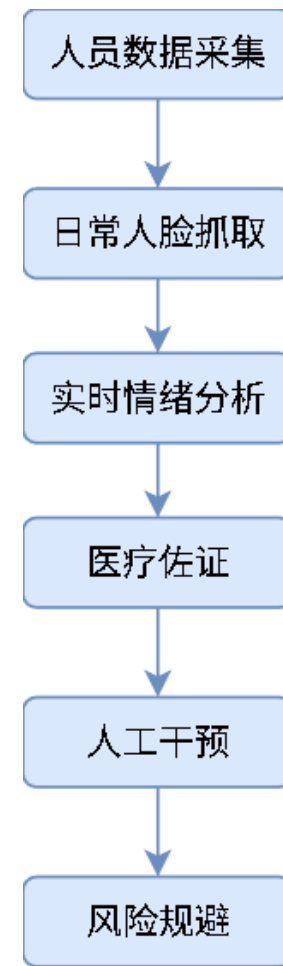 人员数据采集
日常人脸抓取
实时情绪分析
医疗佐证
人工干预
风险规避